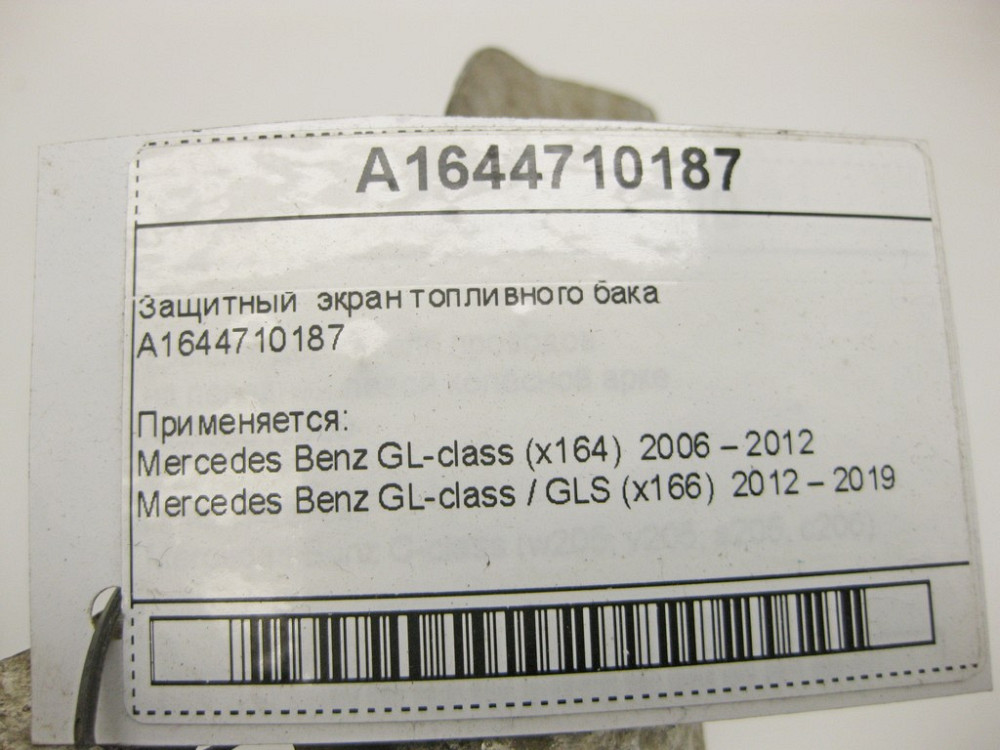 A1644710187
Защитный экран топливного бака
A1644710187
Применяется:
Mercedes Benz GL-class (x164) 2006 – 2012
Mercedes Benz GL-class / GLS (x166) 2012 – 2019